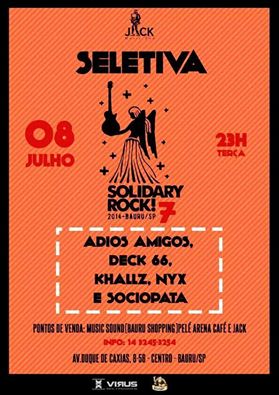 JACK
SELETIVA
08
JULHO
23H
TERÇA
SOLIDARY
ROCK! 7
2014-BAURU/SP
ADIOS AMIGOS,
DECK 66,
KHALLZ, NYX
E SOCIOPATA
PONTOS DE VENDA: MUSIC SOUND(BAURU SHOPPING)PELÉ ARENA CAFÉ E JACK
INFO: 14 3245-3254
AV.DUQUE DE CAXIAS, 8-58 - CENTRO - BAURU/SP
VIRUS